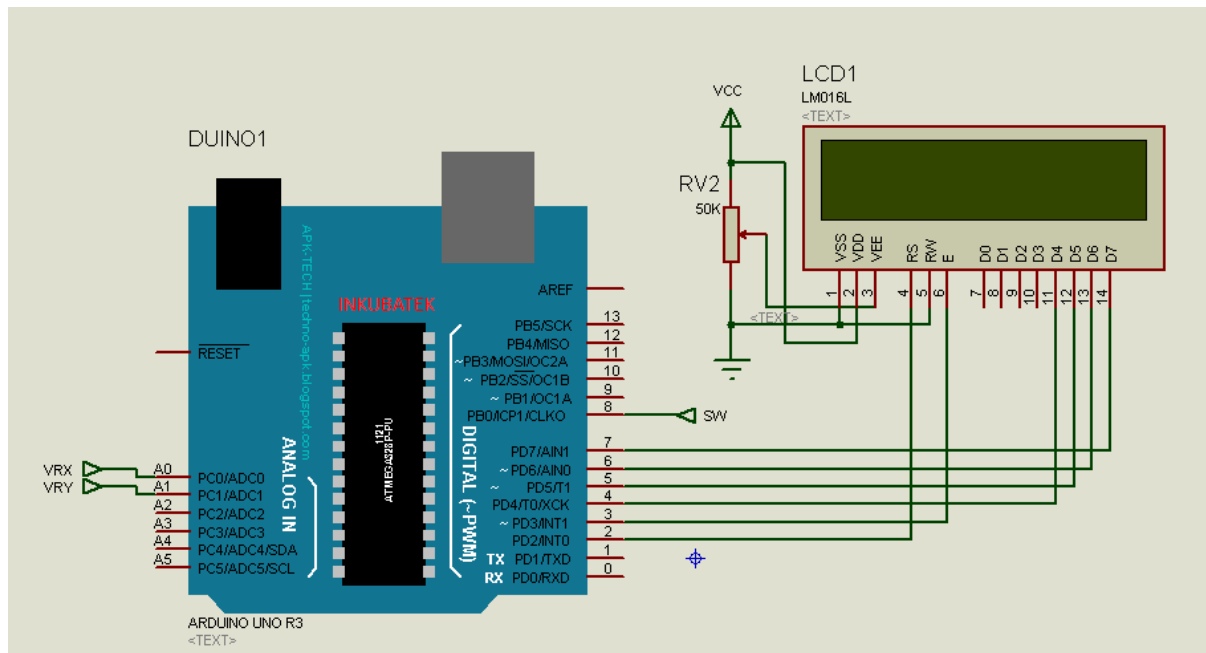 DUINO1
APK-TECH |techno-apk.blogspot.com
INKUBATEK
1121
ATMEGA328P-PU
RESET
ANALOG IN
DIGITAL (~PWM)
VRX
VRY
A0 PC0/ADC0
A1 PC1/ADC1
A2 PC2/ADC2
A3 PC3/ADC3
A4 PC4/ADC4/SDA
A5 PC5/ADC5/SCL
AREF
PB5/SCK 13
PB4/MISO 12
~PB3/MOSI/OC2A 11
~ PB2/SS/OC1B 10
~ PB1/OC1A 9
PB0/ICP1/CLKO 8
SW
PD7/AIN1 7
~ PD6/AIN0 6
~ PD5/T1 5
PD4/T0/XCK 4
~ PD3/INT1 3
PD2/INT0 2
TX PD1/TXD 1
RX PD0/RXD 0
ARDUINO UNO R3
<TEXT>
VCC
RV2
50K
<TEXT>
LCD1
LM016L
<TEXT>
VSS VDD VEE RS RW E D0 D1 D2 D3 D4 D5 D6 D7
1 2 3 4 5 6 7 8 9 10 11 12 13 14